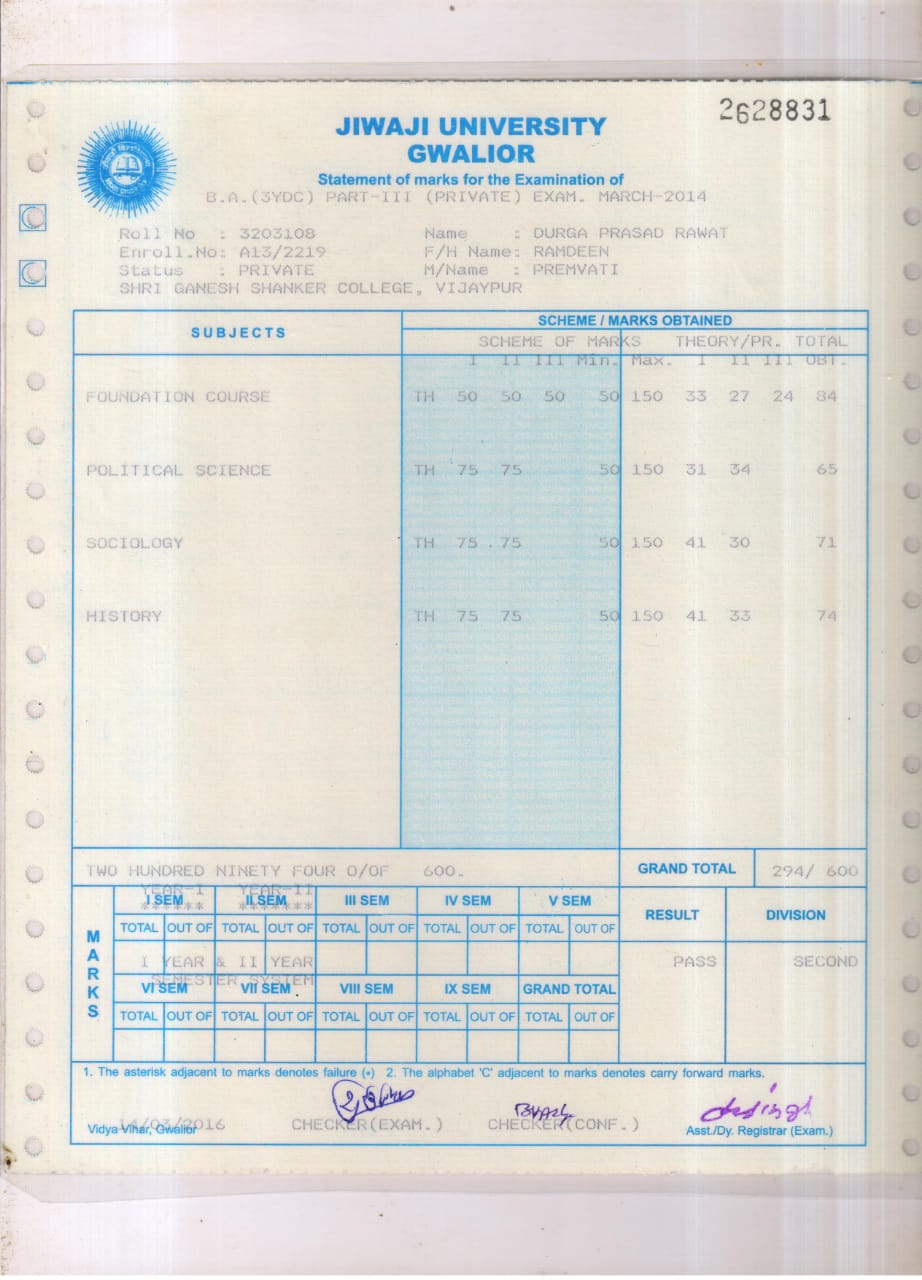 2628831
JIWAJI UNIVERSITY
GWALIOR
Statement of marks for the Examination of
B.A.(3YDC) PART-III (PRIVATE) EXAM. MARCH-2014
Roll No : 3203108 Name : DURGA PRASAD RAWAT
Enroll.No: A13/2219 F/H Name: RAMDEEN
Status : PRIVATE M/Name : PREMVATI
SHRI GANESH SHANKER COLLEGE, VIJAYPUR
SUBJECTS SCHEME / MARKS OBTAINED
SCHEME OF MARKS THEORY/PR. TOTAL
I II III Min. Max. I II III OBT.
FOUNDATION COURSE TH 50 50 50 50 150 33 27 24 84
POLITICAL SCIENCE TH 75 75 50 150 31 34 65
SOCIOLOGY TH 75 . 75 50 150 41 30 71
HISTORY TH 75 75 50 150 41 33 74
TWO HUNDRED NINETY FOUR O/OF 600. GRAND TOTAL 294/ 600
YEAR-I YEAR-II
I SEM II SEM III SEM IV SEM V SEM RESULT DIVISION
****** *******
TOTAL OUT OF TOTAL OUT OF TOTAL OUT OF TOTAL OUT OF TOTAL OUT OF
MARKS
I YEAR & II YEAR PASS SECOND
SEMESTER SYSTEM
VI SEM VII SEM VIII SEM IX SEM GRAND TOTAL
TOTAL OUT OF TOTAL OUT OF TOTAL OUT OF TOTAL OUT OF TOTAL OUT OF
1. The asterisk adjacent to marks denotes failure (*) 2. The alphabet 'C' adjacent to marks denotes carry forward marks.
14/03/2016 CHECKER(EXAM.) CHECKER(CONF.)
Vidya Vihar, Gwalior Asst./Dy. Registrar (Exam.)